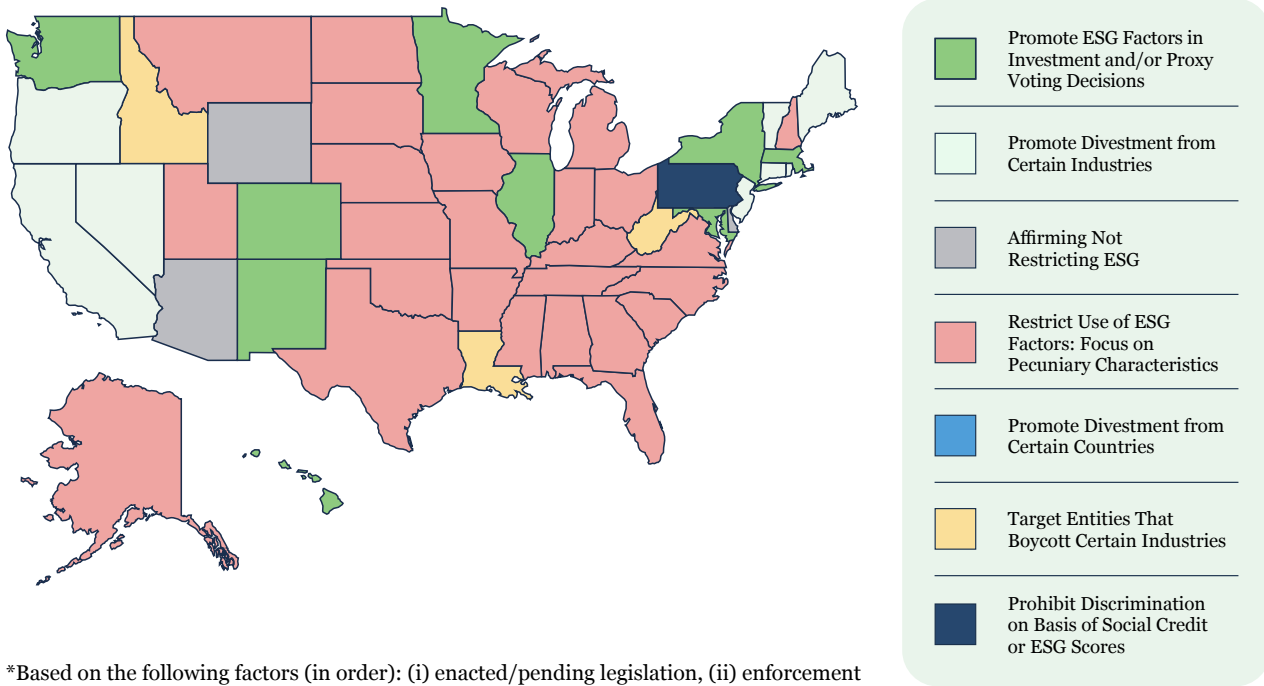 Promote ESG Factors in
Investment and/or Proxy
Voting Decisions
Promote Divestment from
Certain Industries
Affirming Not
Restricting ESG
Restrict Use of ESG
Factors: Focus on
Pecuniary Characteristics
Promote Divestment from
Certain Countries
Target Entities That
Boycott Certain Industries
Prohibit Discrimination
on Basis of Social Credit
or ESG Scores
*Based on the following factors (in order): (i) enacted/pending legislation, (ii) enforcement